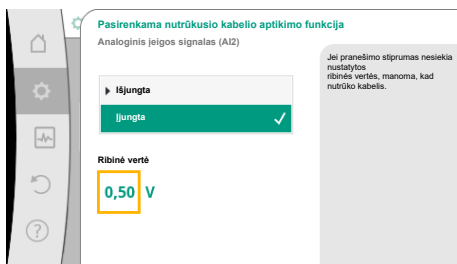 Pasirenkama nutrūkusio kabelio aptikimo funkcija
Analoginis įeigos signalas (AI2)
Jei pranešimo stiprumas nesiekia
nustatytos
ribinės vertės, manoma, kad
nutrūko kabelis.
Išjungta
Įjungta
Ribinė vertė
0,50 V